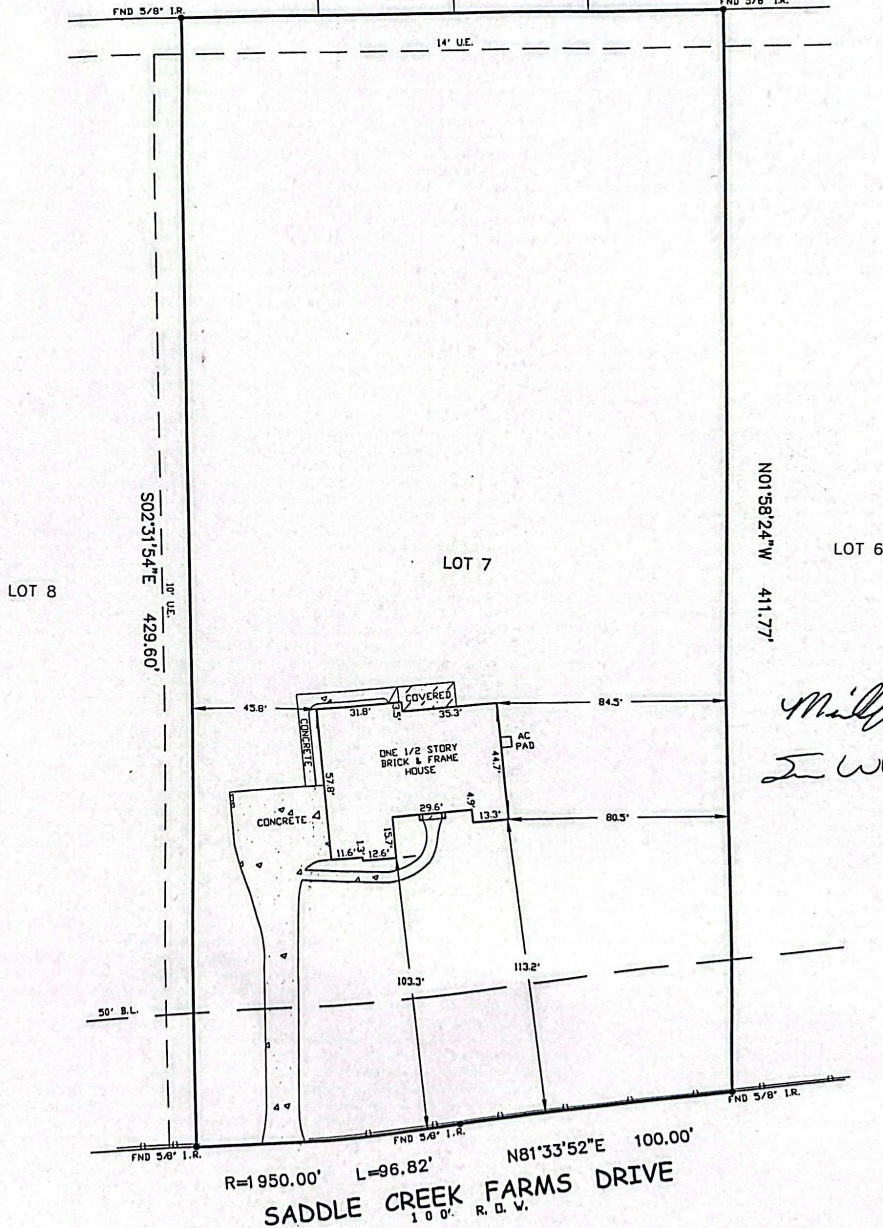 FND 5/8" I.R.
FND 5/8" I.R.
14' U.E.
S02°31'54"E 429.60'
10' U.E.
N01°58'24"W 411.77'
LOT 8
LOT 7
LOT 6
45.8'
31.8'
3.5'
COVERED
35.3'
84.5'
CONCRETE
ONE 1/2 STORY
BRICK & FRAME
HOUSE
AC
PAD
44.7'
57.8'
CONCRETE
29.6'
4.9'
13.3'
80.5'
15.7'
11.6'
1.3'
12.6'
103.3'
113.2'
50' B.L.
FND 5/8" I.R.
FND 5/8" I.R.
FND 5/8" I.R.
R=1950.00' L=96.82' N81°33'52"E 100.00'
SADDLE CREEK FARMS DRIVE
100' R.O.W.